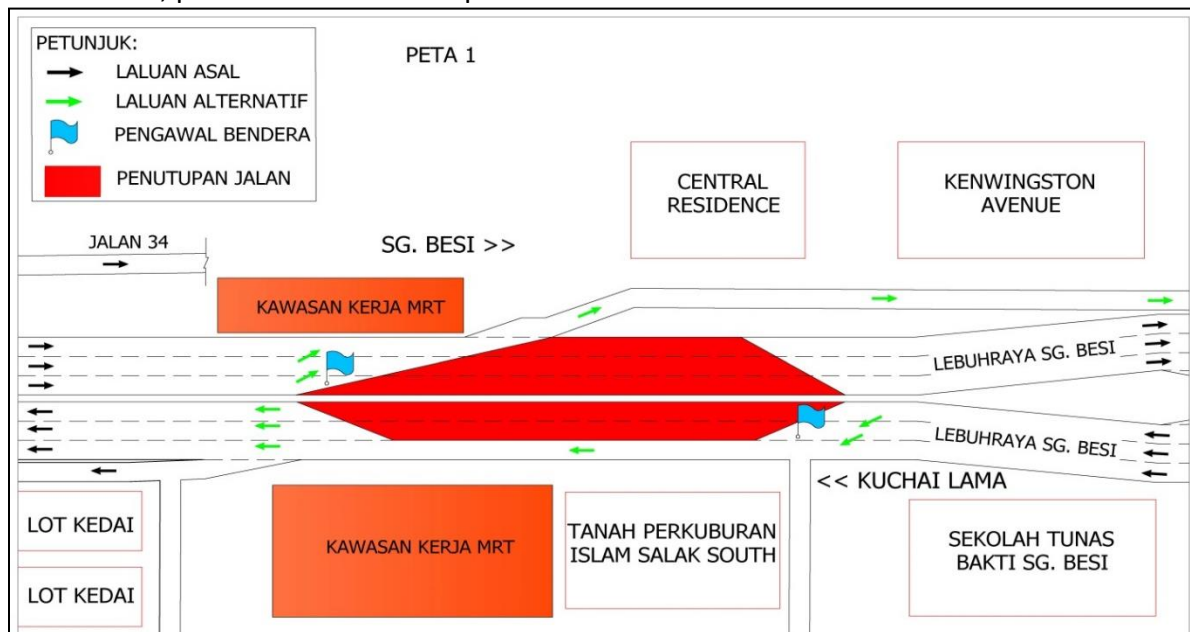 PETUNJUK:
LALUAN ASAL
LALUAN ALTERNATIF
PENGAWAL BENDERA
PENUTUPAN JALAN
PETA 1
CENTRAL
RESIDENCE
KENWINGSTON
AVENUE
JALAN 34
SG. BESI >>
KAWASAN KERJA MRT
LEBUHRAYA SG. BESI
LEBUHRAYA SG. BESI
<< KUCHAI LAMA
LOT KEDAI
LOT KEDAI
KAWASAN KERJA MRT
TANAH PERKUBURAN
ISLAM SALAK SOUTH
SEKOLAH TUNAS
BAKTI SG. BESI